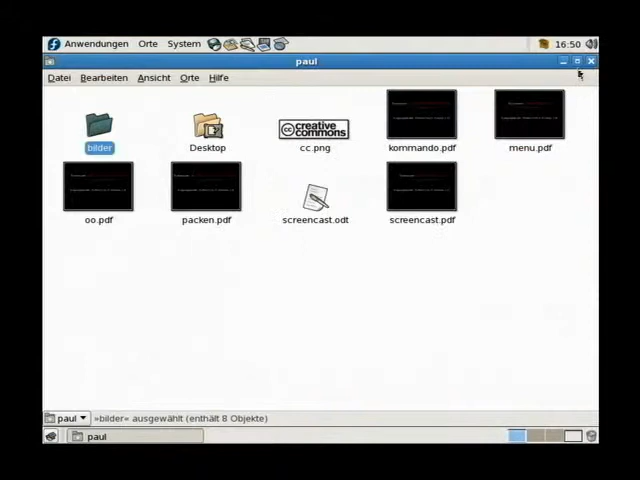 Anwendungen Orte System 16:50
paul
Datei Bearbeiten Ansicht Orte Hilfe
creative
commons
bilder Desktop cc.png kommando.pdf menu.pdf
oo.pdf packen.pdf screencast.odt screencast.pdf
paul »bilder« ausgewählt (enthält 8 Objekte)
paul